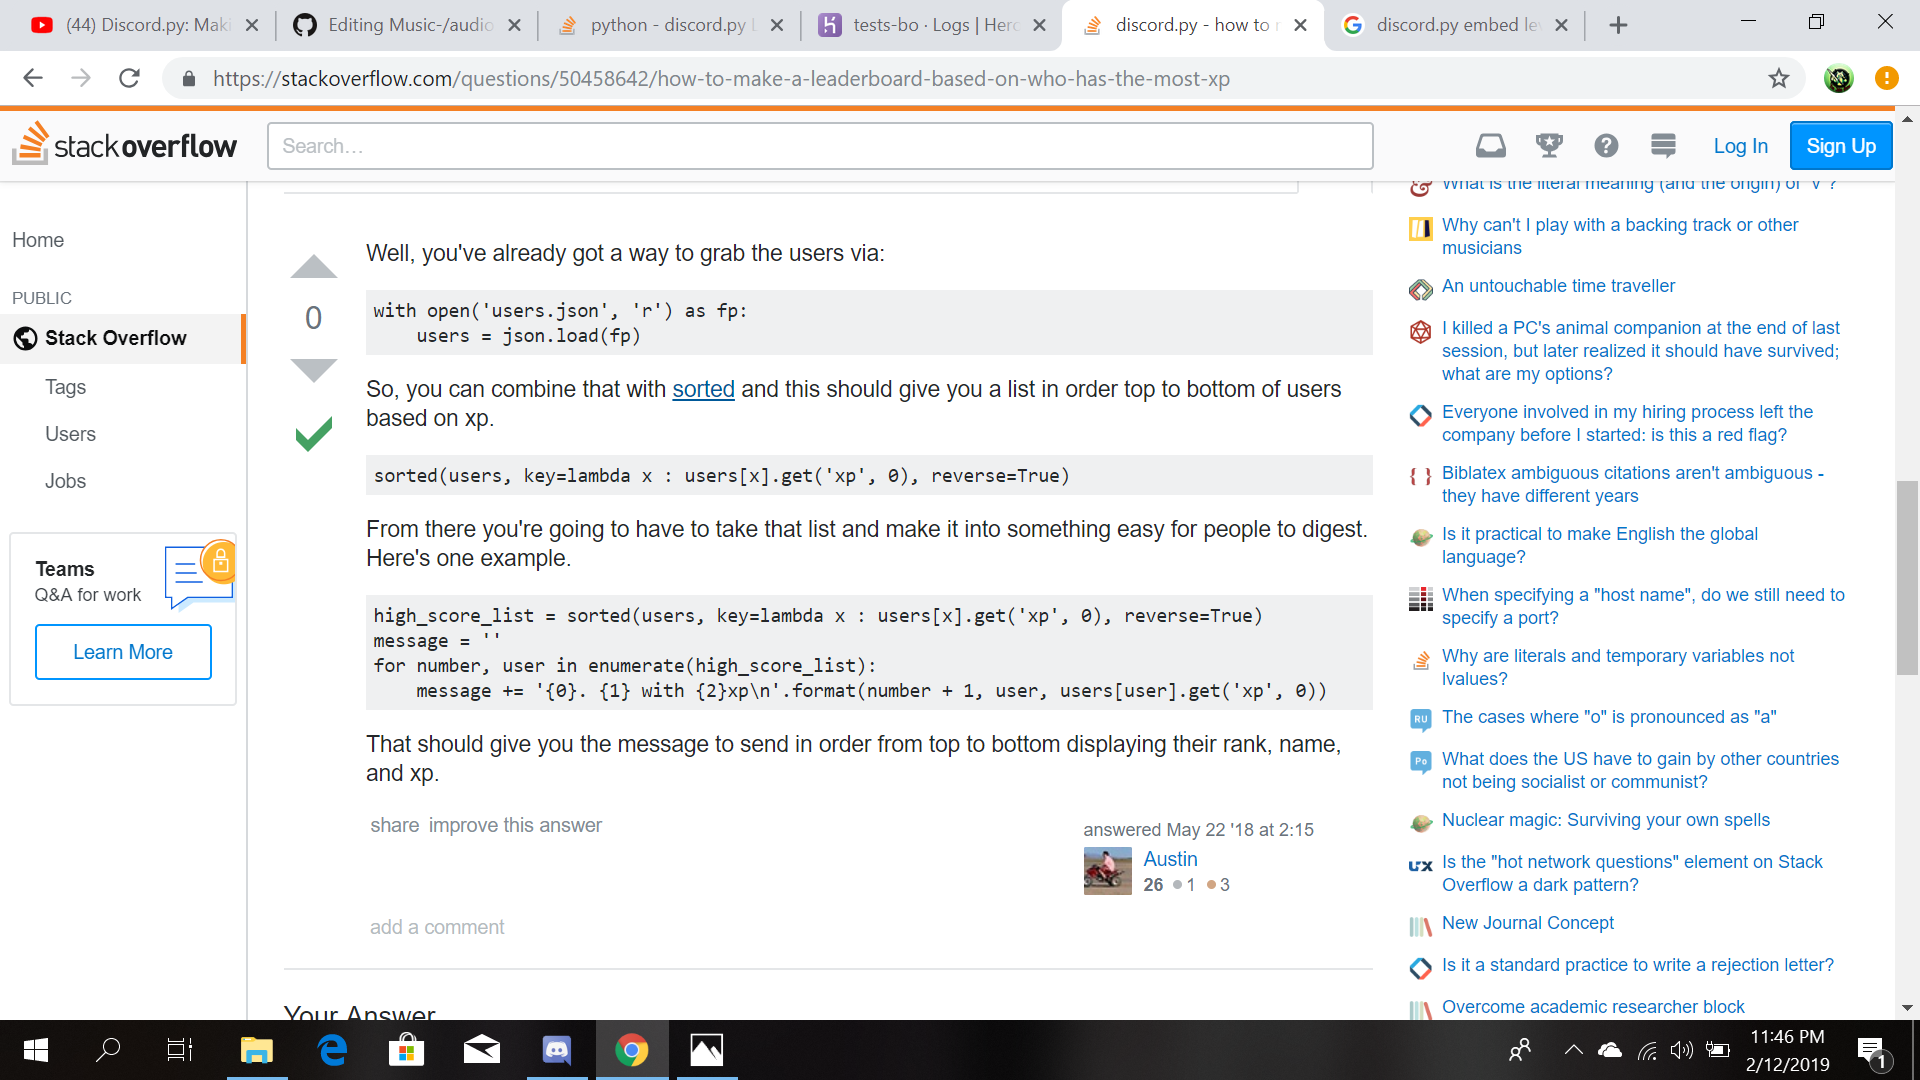 (44) Discord.py: Maki
Editing Music-/audio
python - discord.py L
tests-bo · Logs | Herc
discord.py - how to r
discord.py embed lev
https://stackoverflow.com/questions/50458642/how-to-make-a-leaderboard-based-on-who-has-the-most-xp
stackoverflow
Search…
Log In
Sign Up
Home
PUBLIC
Stack Overflow
Tags
Users
Jobs
Teams
Q&A for work
Learn More
0
Well, you've already got a way to grab the users via:
with open('users.json', 'r') as fp:
    users = json.load(fp)
So, you can combine that with sorted and this should give you a list in order top to bottom of users
based on xp.
sorted(users, key=lambda x : users[x].get('xp', 0), reverse=True)
From there you're going to have to take that list and make it into something easy for people to digest.
Here's one example.
high_score_list = sorted(users, key=lambda x : users[x].get('xp', 0), reverse=True)
message = ''
for number, user in enumerate(high_score_list):
    message += '{0}. {1} with {2}xp\n'.format(number + 1, user, users[user].get('xp', 0))
That should give you the message to send in order from top to bottom displaying their rank, name,
and xp.
share improve this answer
answered May 22 '18 at 2:15
Austin
26 1 3
add a comment
Your Answer
What is the literal meaning (and the origin) of "v"?
Why can't I play with a backing track or other
musicians
An untouchable time traveller
I killed a PC's animal companion at the end of last
session, but later realized it should have survived;
what are my options?
Everyone involved in my hiring process left the
company before I started: is this a red flag?
Biblatex ambiguous citations aren't ambiguous -
they have different years
Is it practical to make English the global
language?
When specifying a "host name", do we still need to
specify a port?
Why are literals and temporary variables not
lvalues?
RU
The cases where "o" is pronounced as "a"
Po
What does the US have to gain by other countries
not being socialist or communist?
Nuclear magic: Surviving your own spells
UX
Is the "hot network questions" element on Stack
Overflow a dark pattern?
New Journal Concept
Is it a standard practice to write a rejection letter?
Overcome academic researcher block
11:46 PM
2/12/2019
1